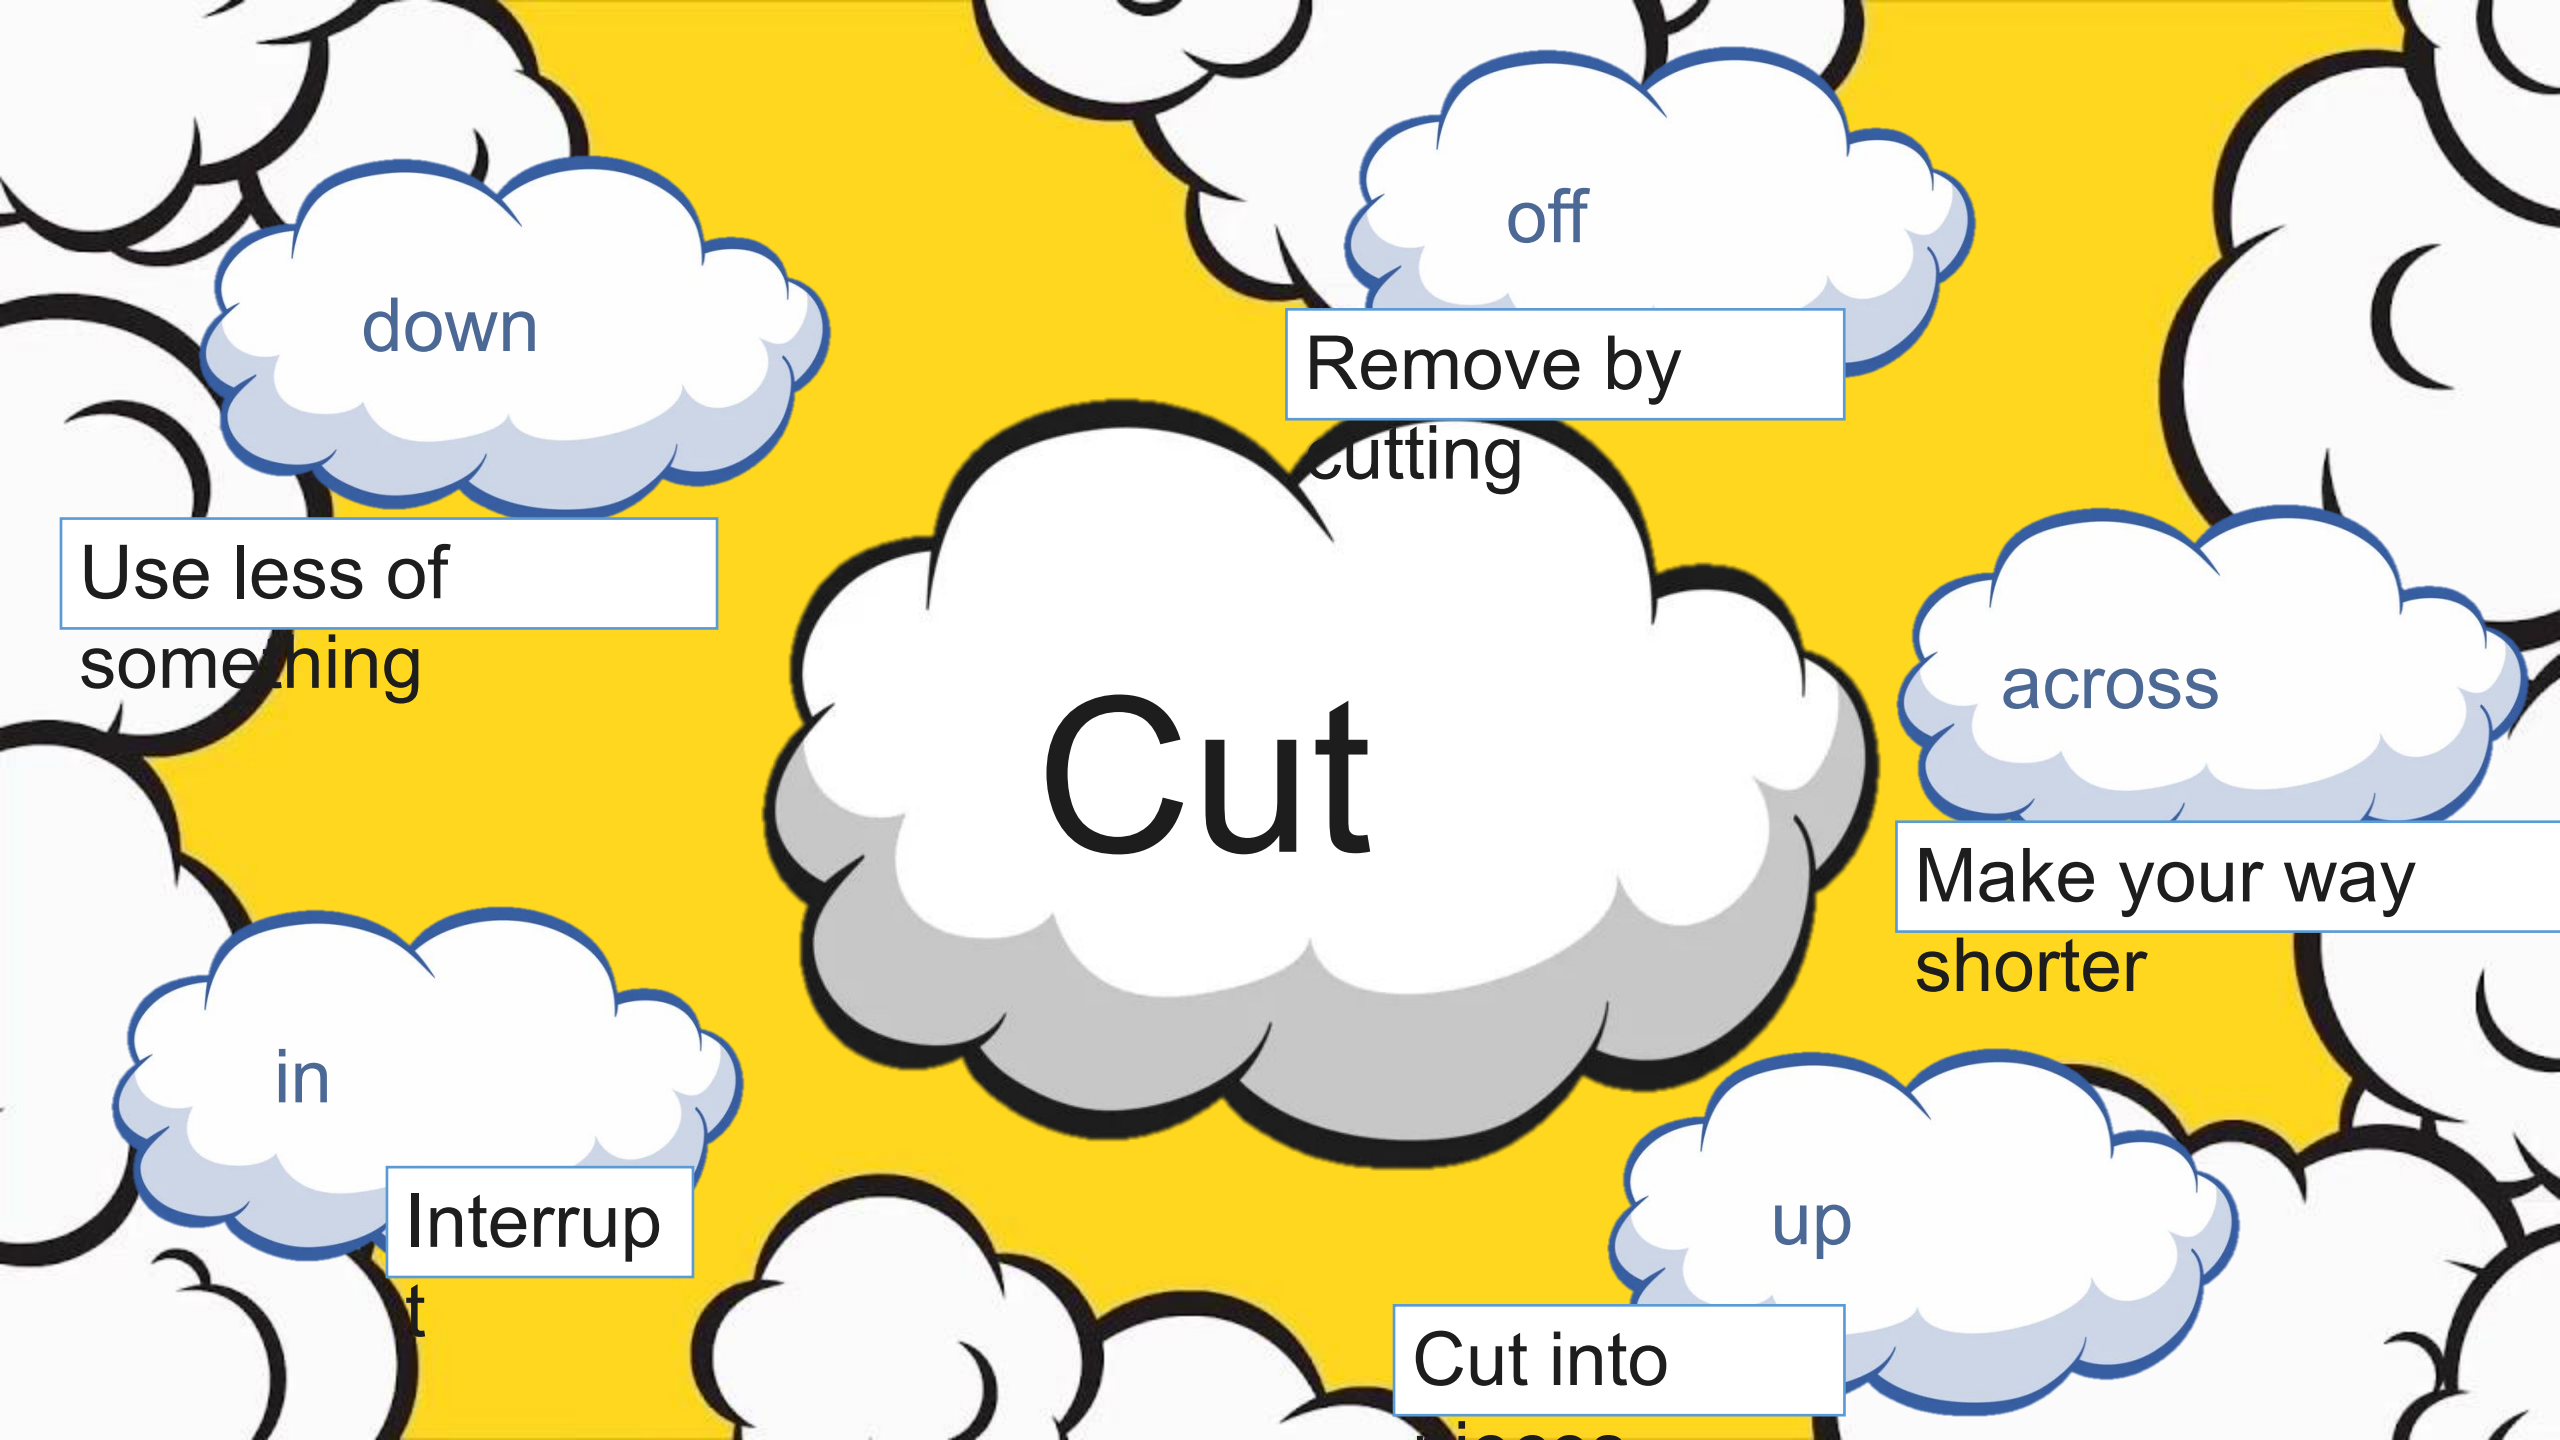 off
Remove by
cutting
down
Use less of
something
across
Make your way
shorter
Cut
in
Interrup
t
up
Cut into